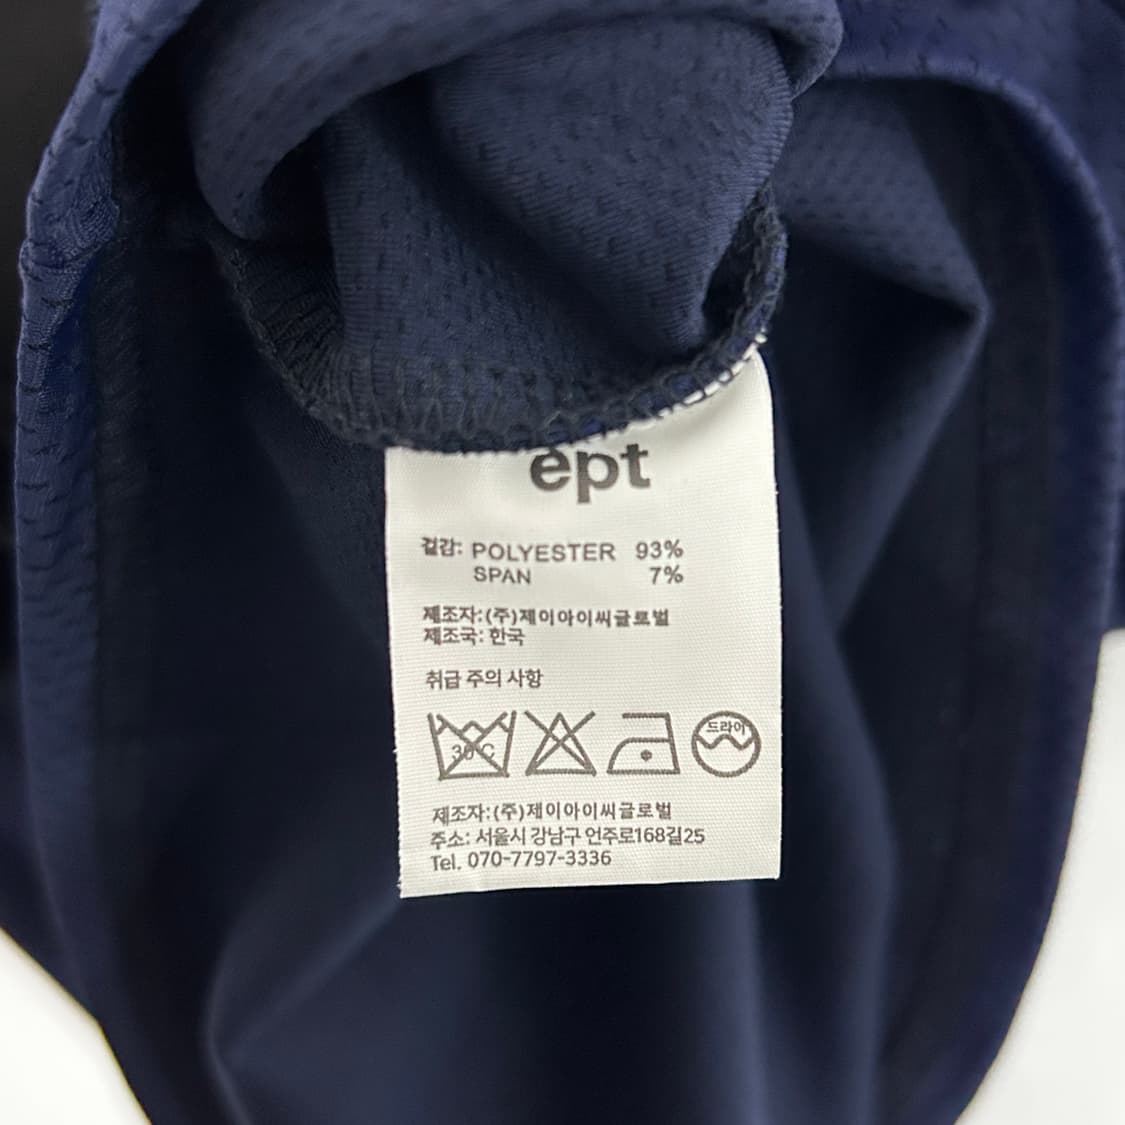 ept
겉감: POLYESTER 93%
SPAN 7%
제조자:(주)제이아이씨글로벌
제조국: 한국
취급 주의 사항
30°C
드라이
제조자:(주)제이아이씨글로벌
주소: 서울시 강남구 언주로168길25
Tel. 070-7797-3336